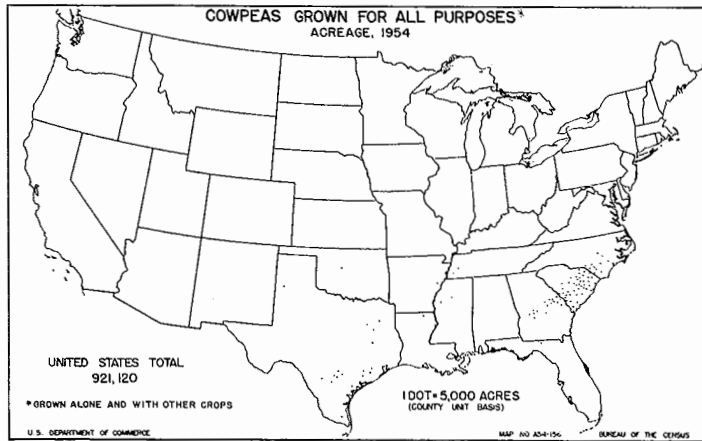 COWPEAS GROWN FOR ALL PURPOSES*
ACREAGE, 1954
UNITED STATES TOTAL
921,120
*GROWN ALONE AND WITH OTHER CROPS
1 DOT=5,000 ACRES
(COUNTY UNIT BASIS)
U.S. DEPARTMENT OF COMMERCE
MAP NO. A54-156
BUREAU OF THE CENSUS